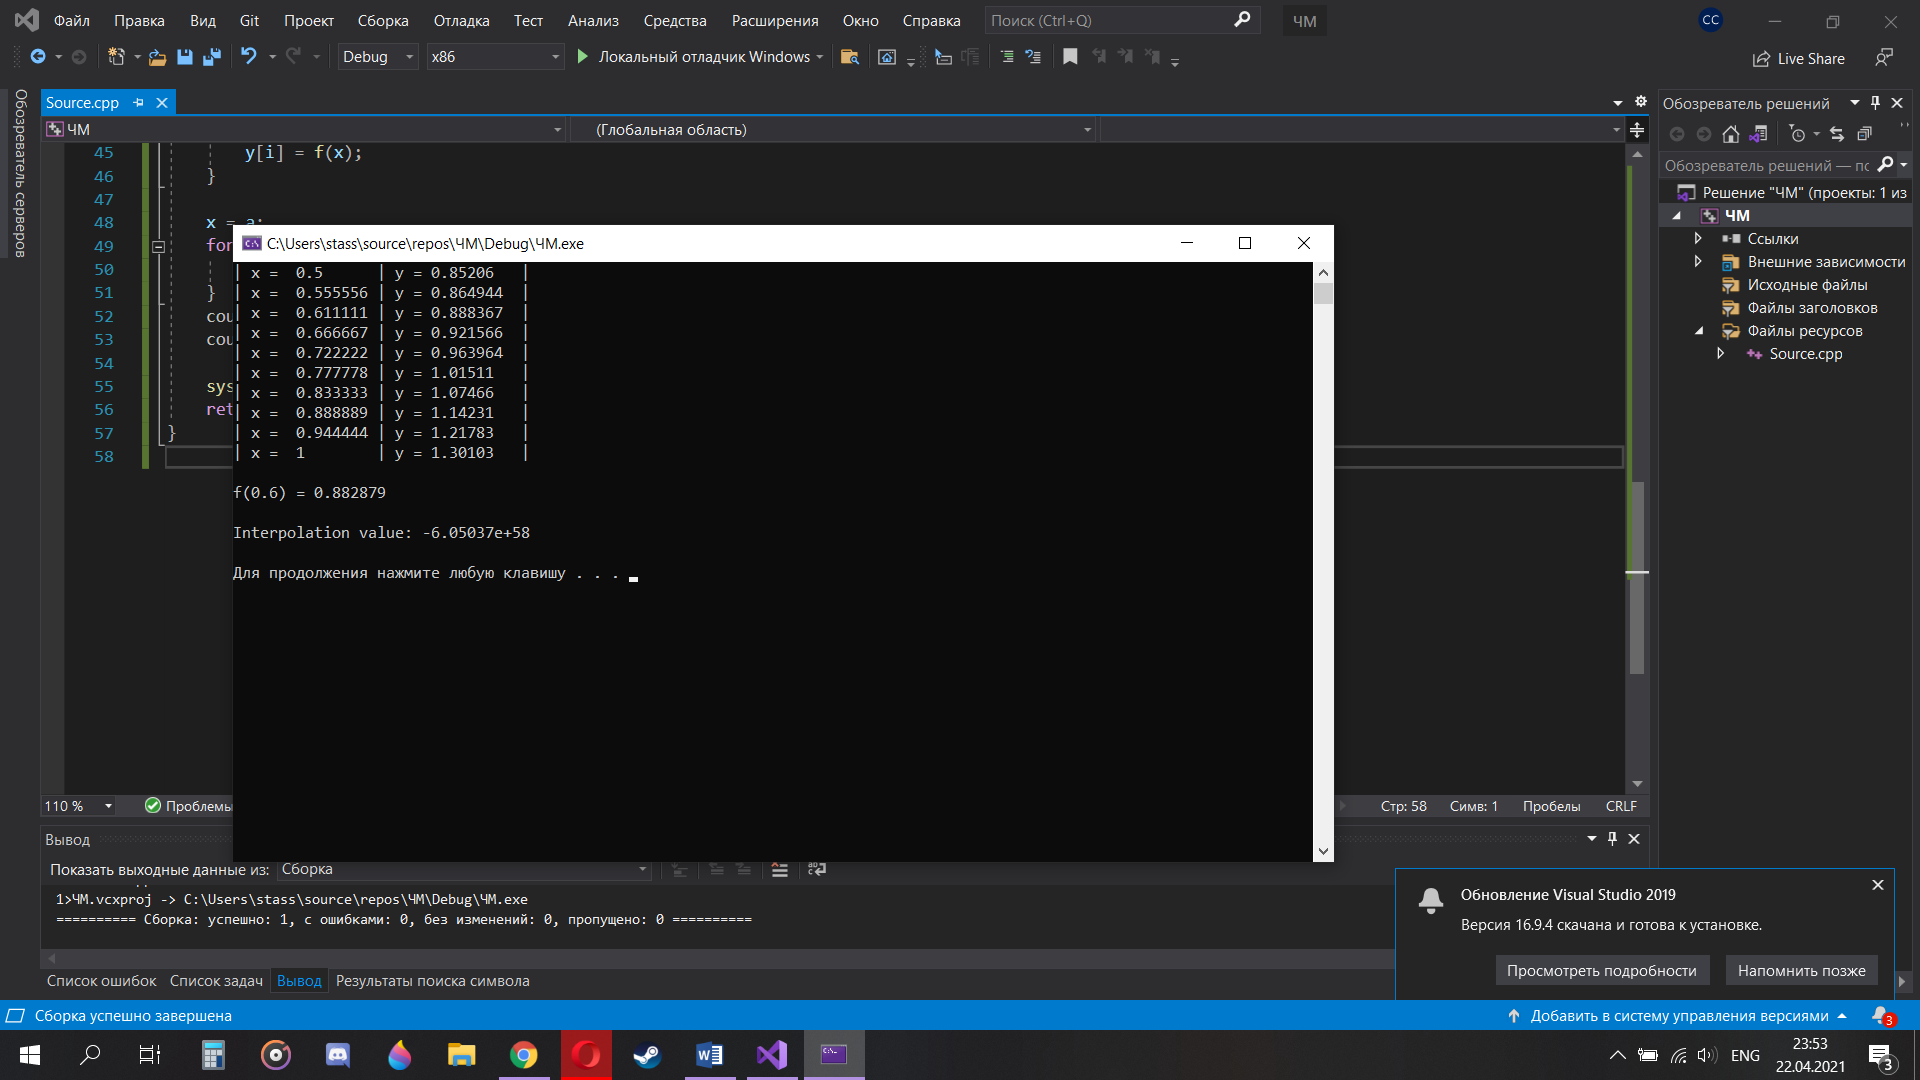 Файл Правка Вид Git Проект Сборка Отладка Тест Анализ Средства Расширения Окно Справка Поиск (Ctrl+Q) ЧМ CC
Debug x86 Локальный отладчик Windows Live Share
Обозреватель серверов
Source.cpp
ЧМ (Глобальная область)
45 y[i] = f(x);
46 }
47
48 x = a;
49 for
50
51 }
52 cou
53 cou
54
55 sys
56 ret
57 }
58
C:\Users\stass\source\repos\ЧМ\Debug\ЧМ.exe
| x = 0.5 | y = 0.85206 |
| x = 0.555556 | y = 0.864944 |
| x = 0.611111 | y = 0.888367 |
| x = 0.666667 | y = 0.921566 |
| x = 0.722222 | y = 0.963964 |
| x = 0.777778 | y = 1.01511 |
| x = 0.833333 | y = 1.07466 |
| x = 0.888889 | y = 1.14231 |
| x = 0.944444 | y = 1.21783 |
| x = 1 | y = 1.30103 |
f(0.6) = 0.882879
Interpolation value: -6.05037e+58
Для продолжения нажмите любую клавишу . . .
Обозреватель решений
Обозреватель решений — по
Решение "ЧМ" (проекты: 1 из
ЧМ
Ссылки
Внешние зависимости
Исходные файлы
Файлы заголовков
Файлы ресурсов
Source.cpp
110 % Проблемы Стр: 58 Симв: 1 Пробелы CRLF
Вывод
Показать выходные данные из: Сборка
1>ЧМ.vcxproj -> C:\Users\stass\source\repos\ЧМ\Debug\ЧМ.exe
========== Сборка: успешно: 1, с ошибками: 0, без изменений: 0, пропущено: 0 ==========
Список ошибок Список задач Вывод Результаты поиска символа
Обновление Visual Studio 2019
Версия 16.9.4 скачана и готова к установке.
Просмотреть подробности Напомнить позже
Сборка успешно завершена Добавить в систему управления версиями 3
ENG 23:53
22.04.2021 3